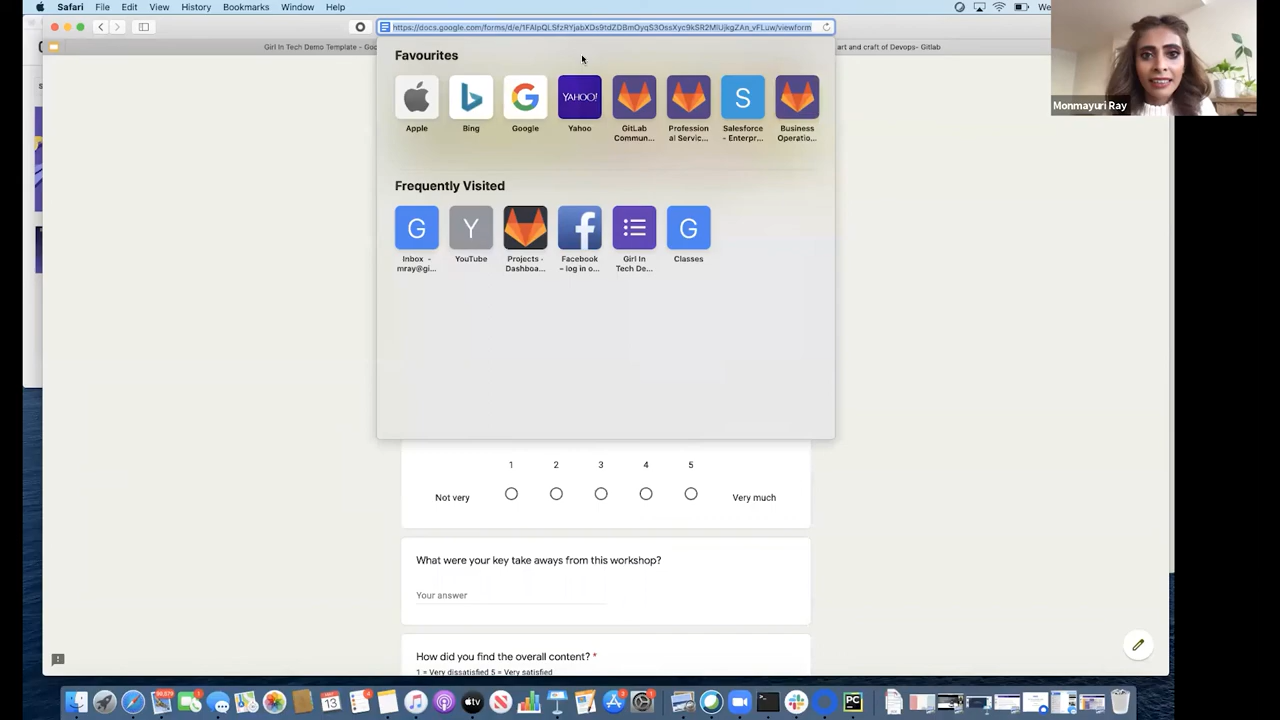 Safari File Edit View History Bookmarks Window Help
We
Girl In Tech Demo Template - Goo
art and craft of Devops- Gitlab
Favourites
YAHOO!
S
Apple Bing Google Yahoo GitLab Commun... Profession al Servic... Salesforce - Enterpr... Business Operatio...
Frequently Visited
G Y G
Inbox - mray@gi... YouTube Projects · Dashboa... Facebook – log in o... Girl In Tech De... Classes
1 2 3 4 5
Not very Very much
What were your key take aways from this workshop?
Your answer
How did you find the overall content? *
1 = Very dissatisfied 5 = Very satisfied
Monmayuri Ray